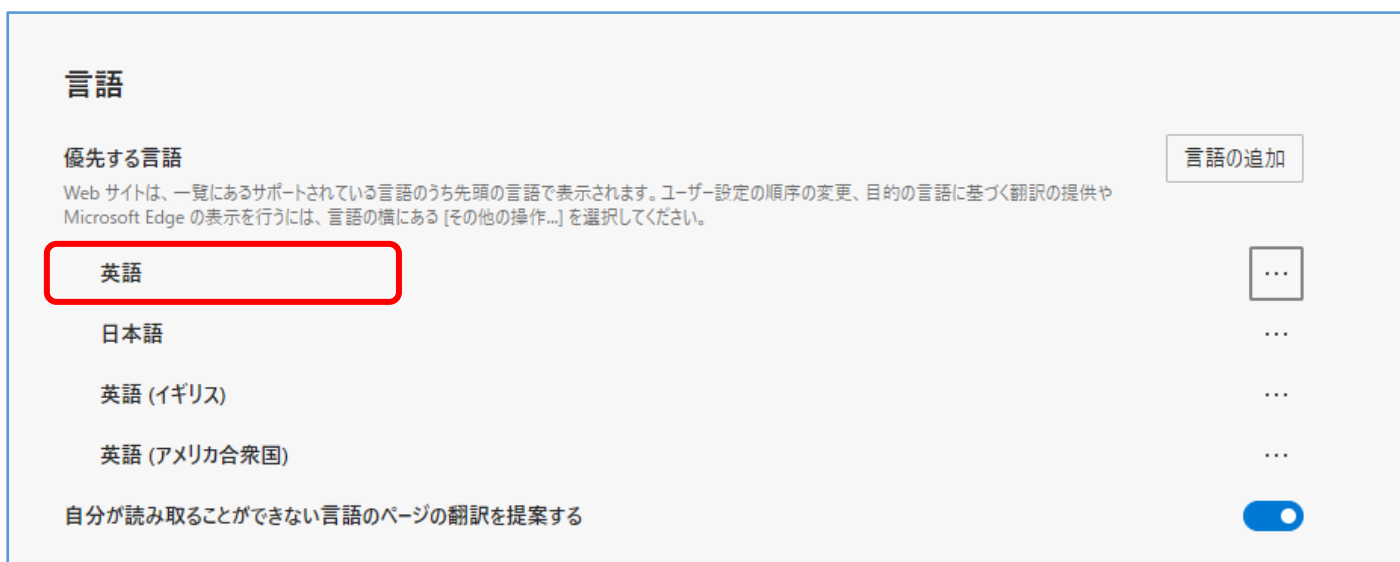 言語
優先する言語
言語の追加
Web サイトは、一覧にあるサポートされている言語のうち先頭の言語で表示されます。ユーザー設定の順序の変更、目的の言語に基づく翻訳の提供や
Microsoft Edge の表示を行うには、言語の横にある [その他の操作...] を選択してください。
英語
日本語
英語 (イギリス)
英語 (アメリカ合衆国)
自分が読み取ることができない言語のページの翻訳を提案する